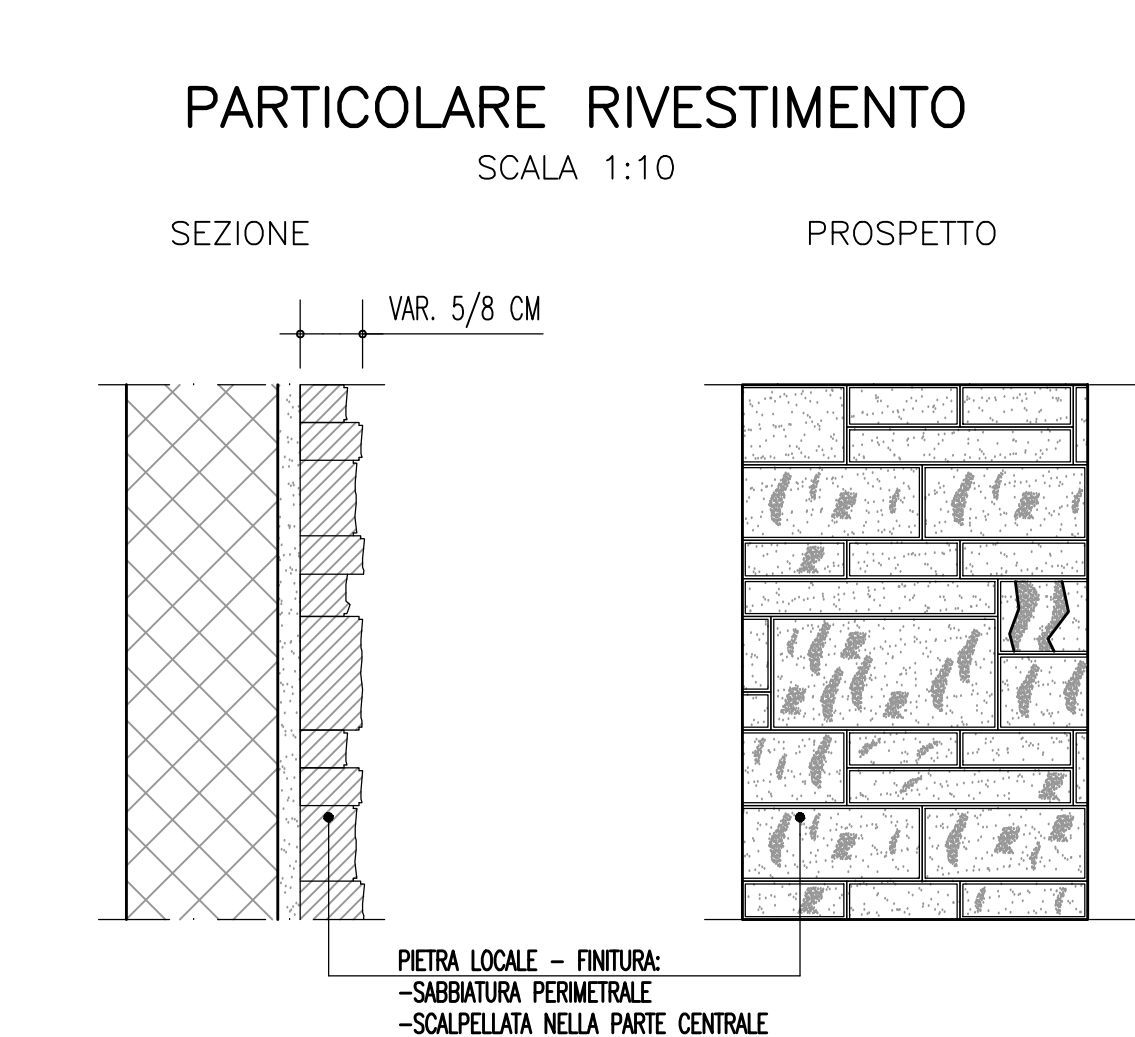 PARTICOLARE RIVESTIMENTO
SCALA 1:10
SEZIONE
PROSPETTO
VAR. 5/8 CM
PIETRA LOCALE - FINITURA:
-SABBIATURA PERIMETRALE
-SCALPELLATA NELLA PARTE CENTRALE